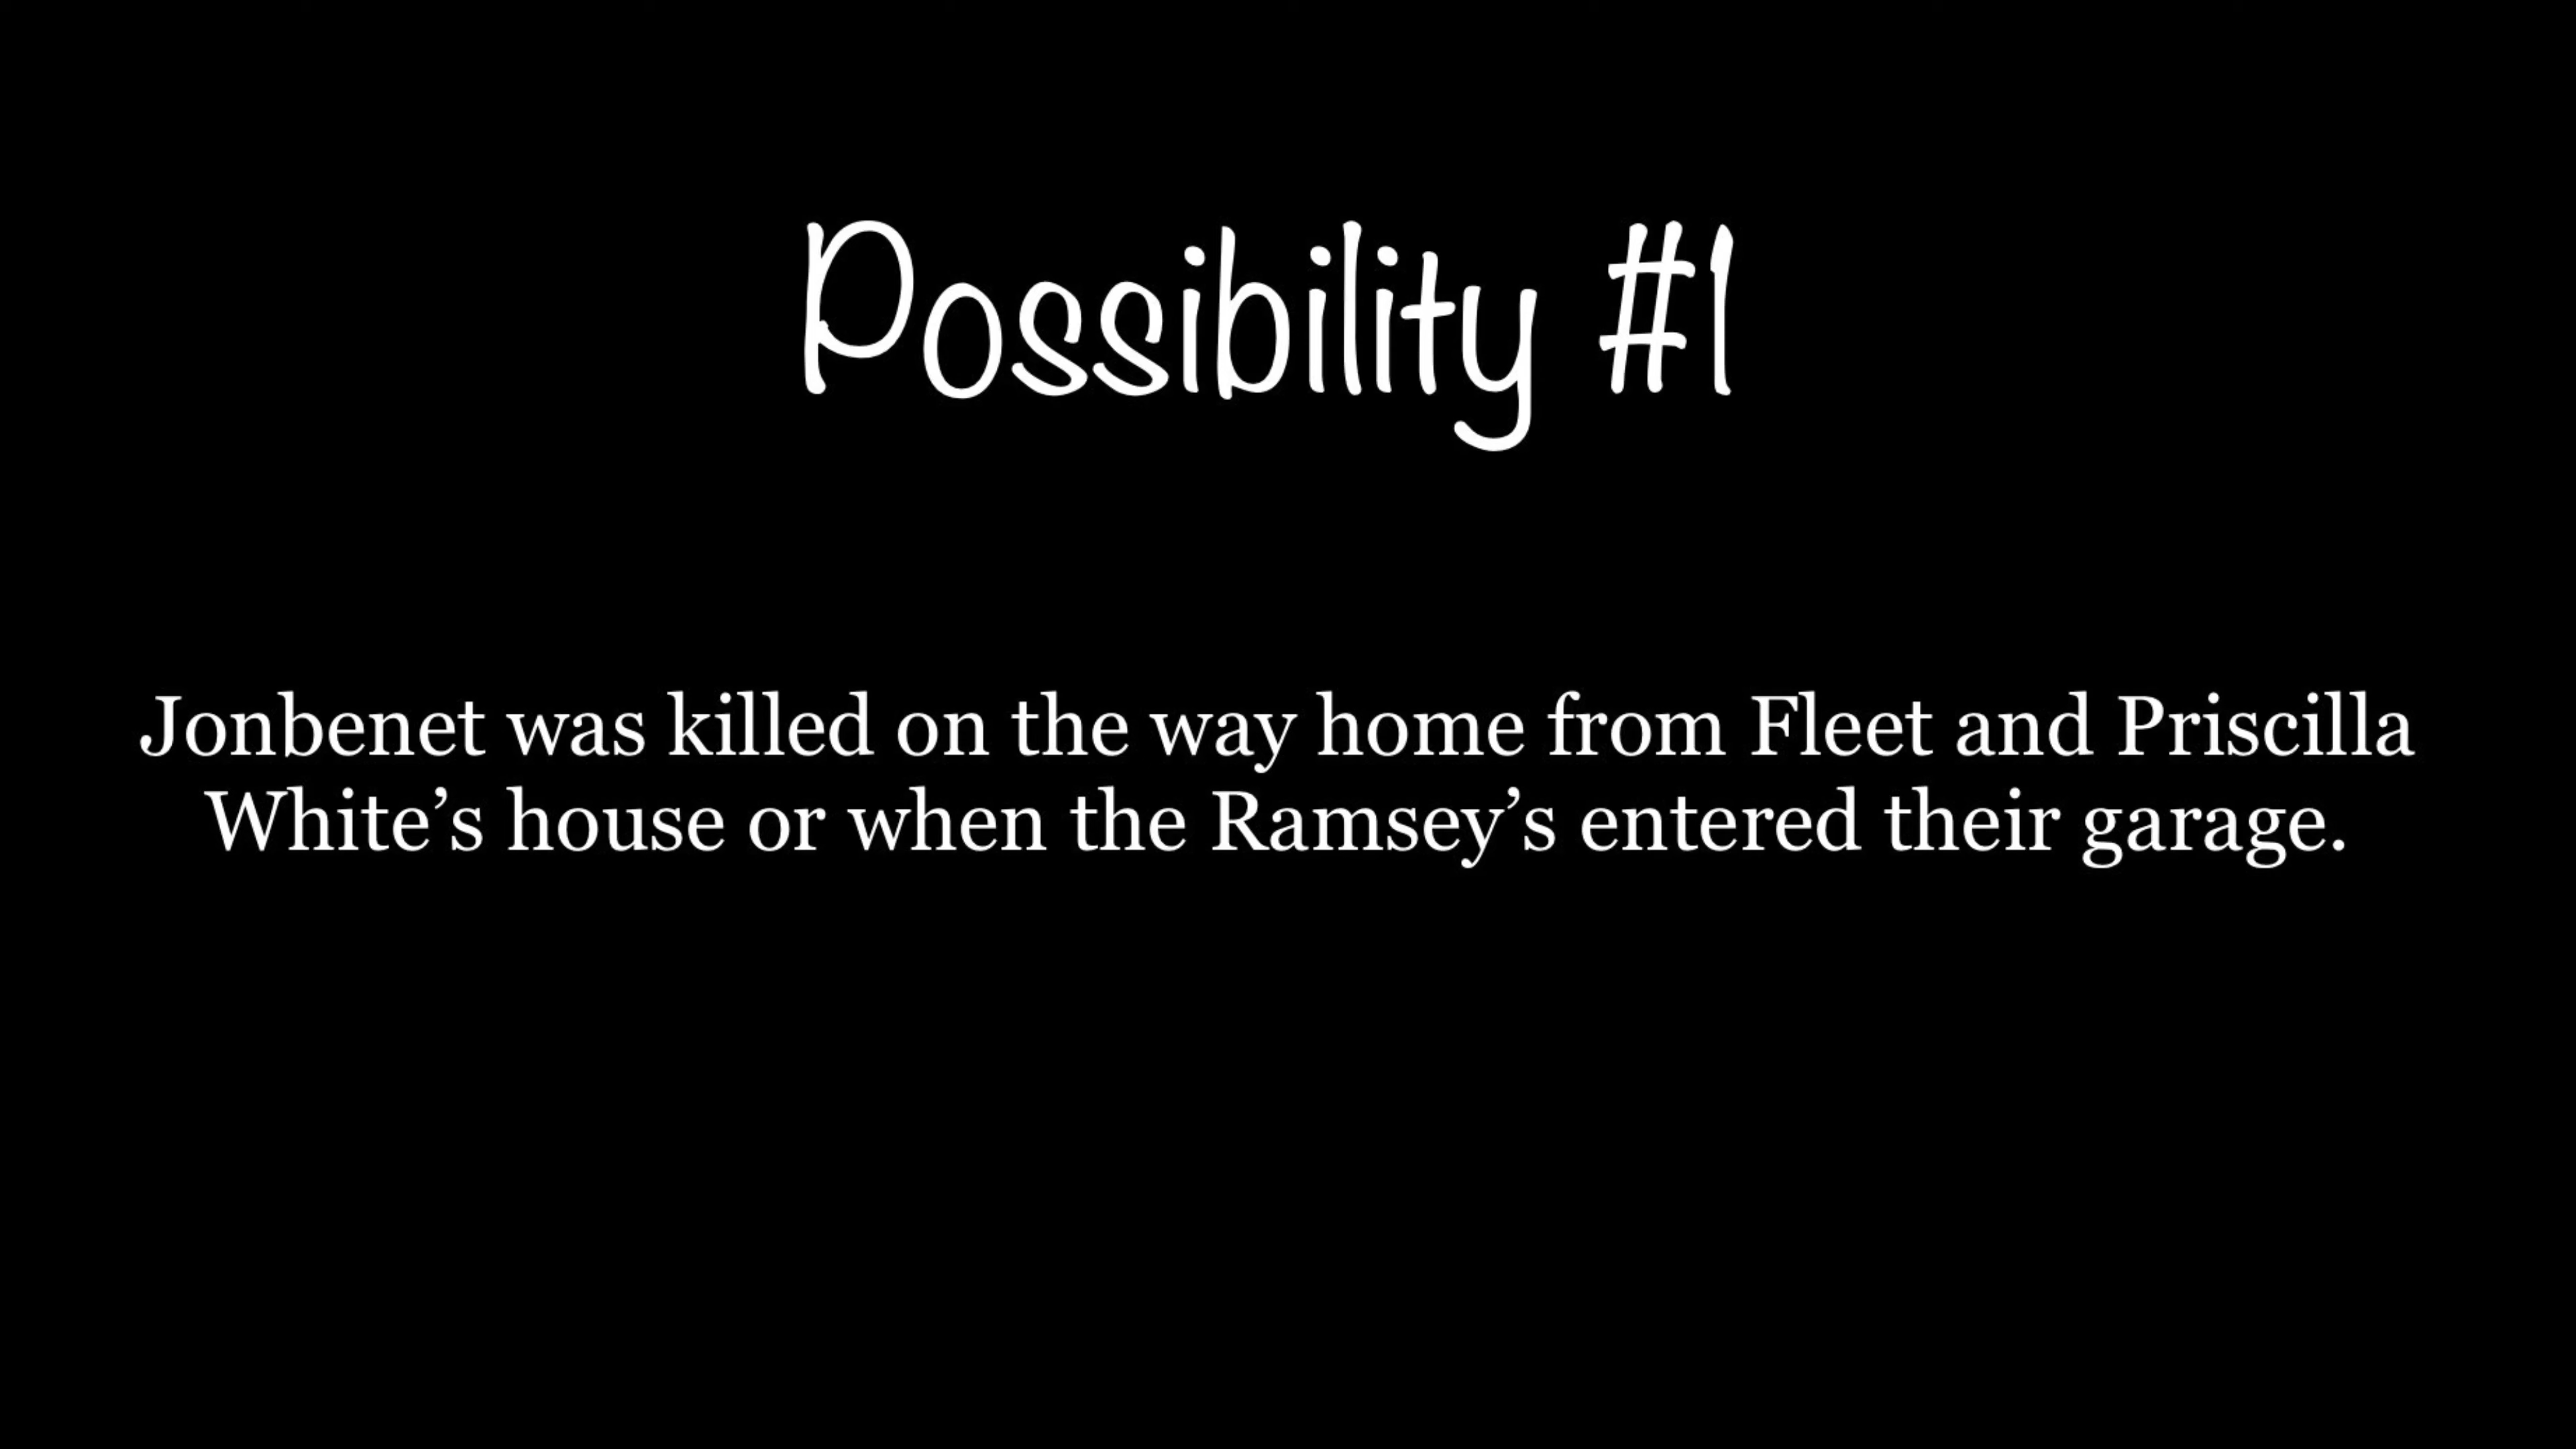 Possibility #1
Jonbenet was killed on the way home from Fleet and Priscilla
White’s house or when the Ramsey’s entered their garage.